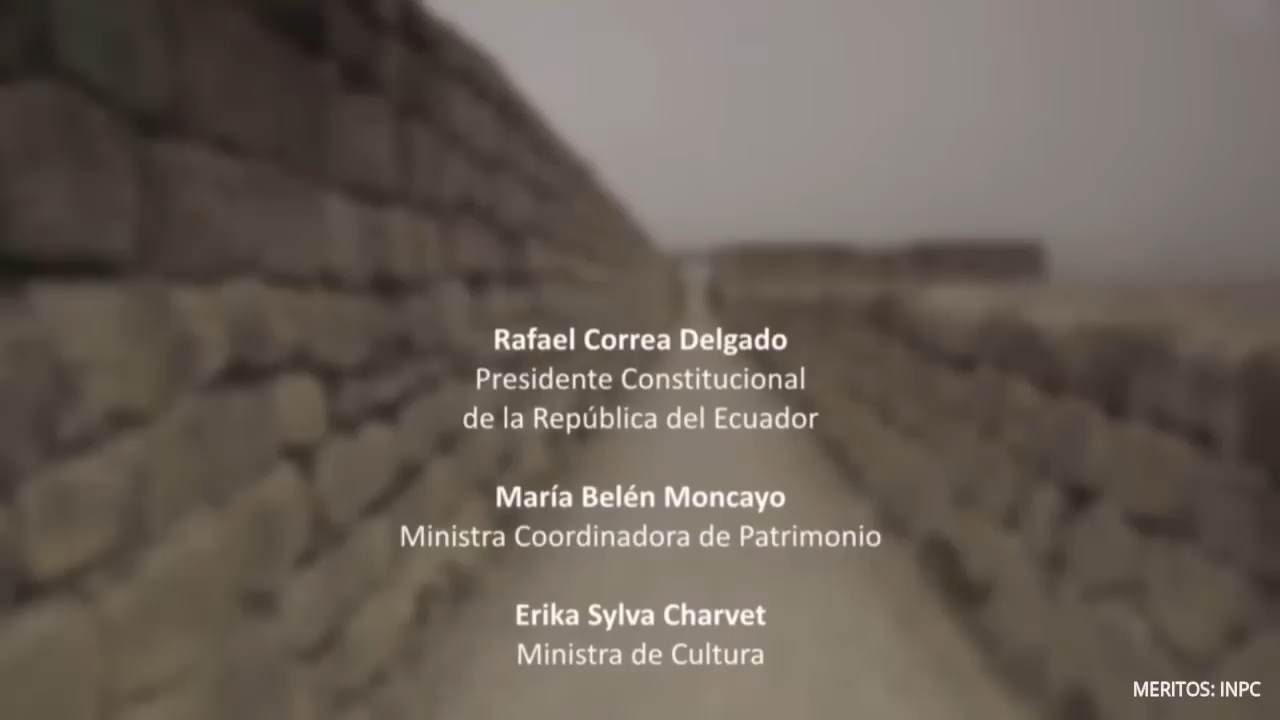 Rafael Correa Delgado
Presidente Constitucional
de la República del Ecuador
María Belén Moncayo
Ministra Coordinadora de Patrimonio
Erika Sylva Charvet
Ministra de Cultura
MERITOS: INPC